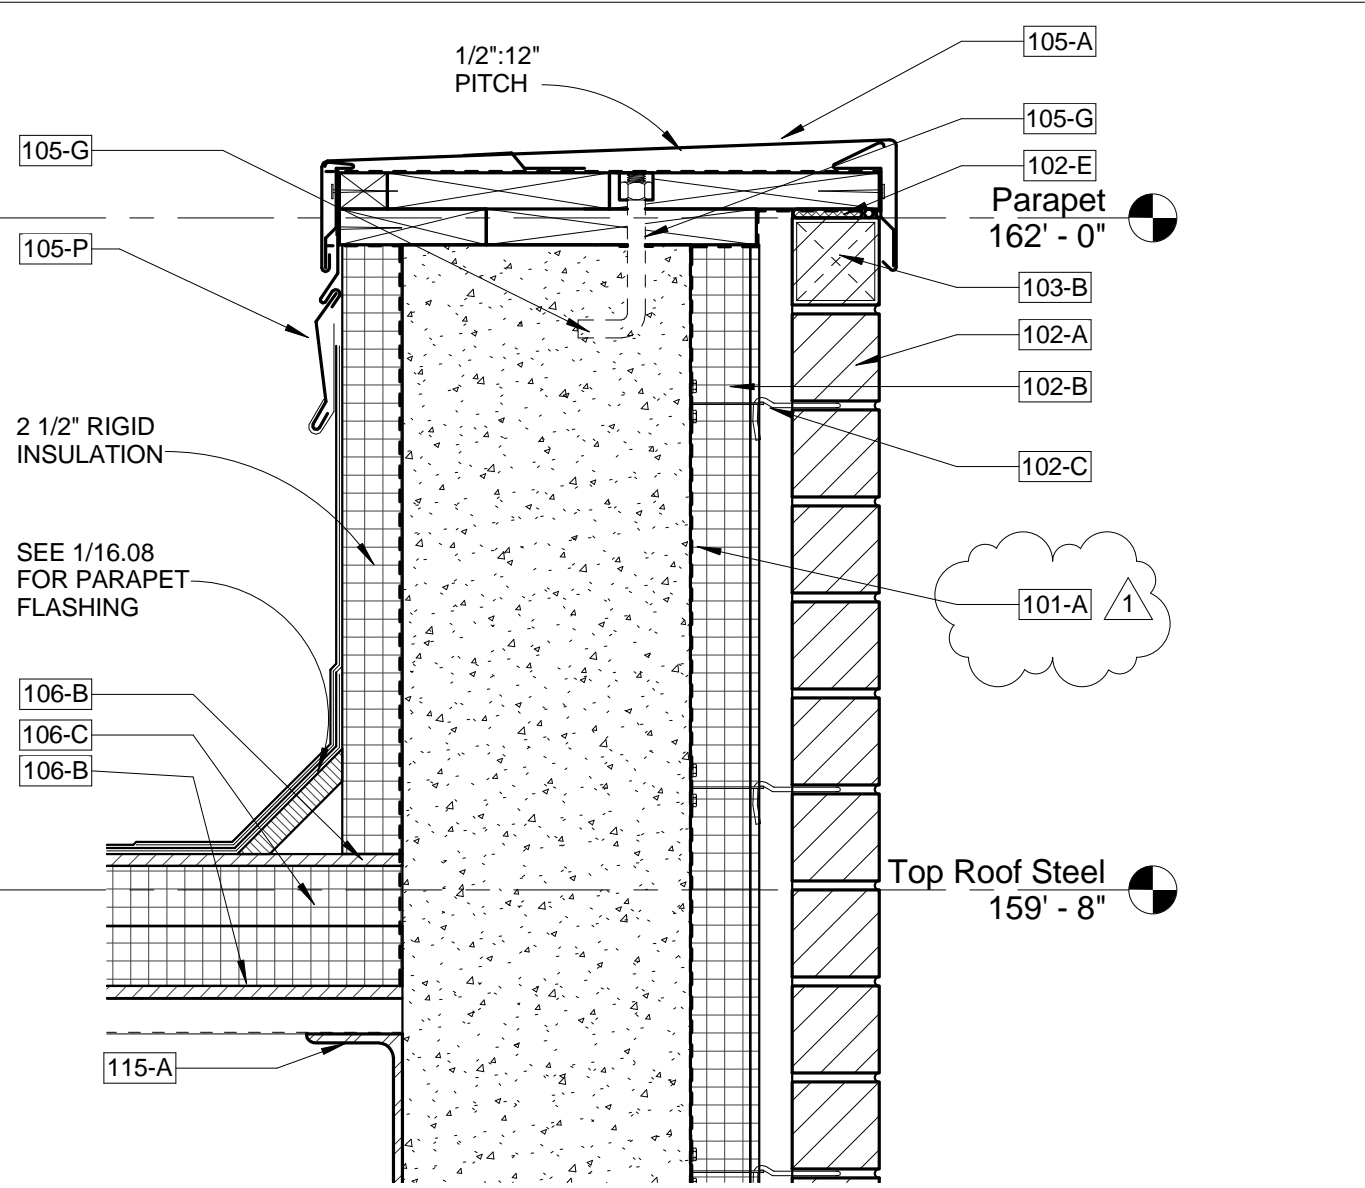 1/2":12"
PITCH
105-A
105-G
105-G
102-E
Parapet
162' - 0"
105-P
103-B
102-A
102-B
2 1/2" RIGID
INSULATION
102-C
SEE 1/16.08
FOR PARAPET
FLASHING
101-A
1
106-B
106-C
106-B
Top Roof Steel
159' - 8"
115-A